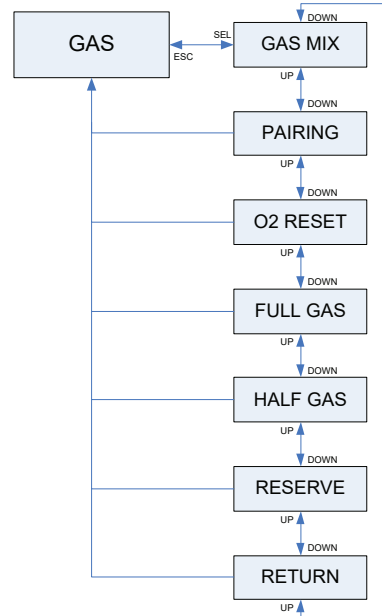 DOWN
GAS
SEL
ESC
GAS MIX
UP
DOWN
PAIRING
UP
DOWN
O2 RESET
UP
DOWN
FULL GAS
UP
DOWN
HALF GAS
UP
DOWN
RESERVE
UP
DOWN
RETURN
UP